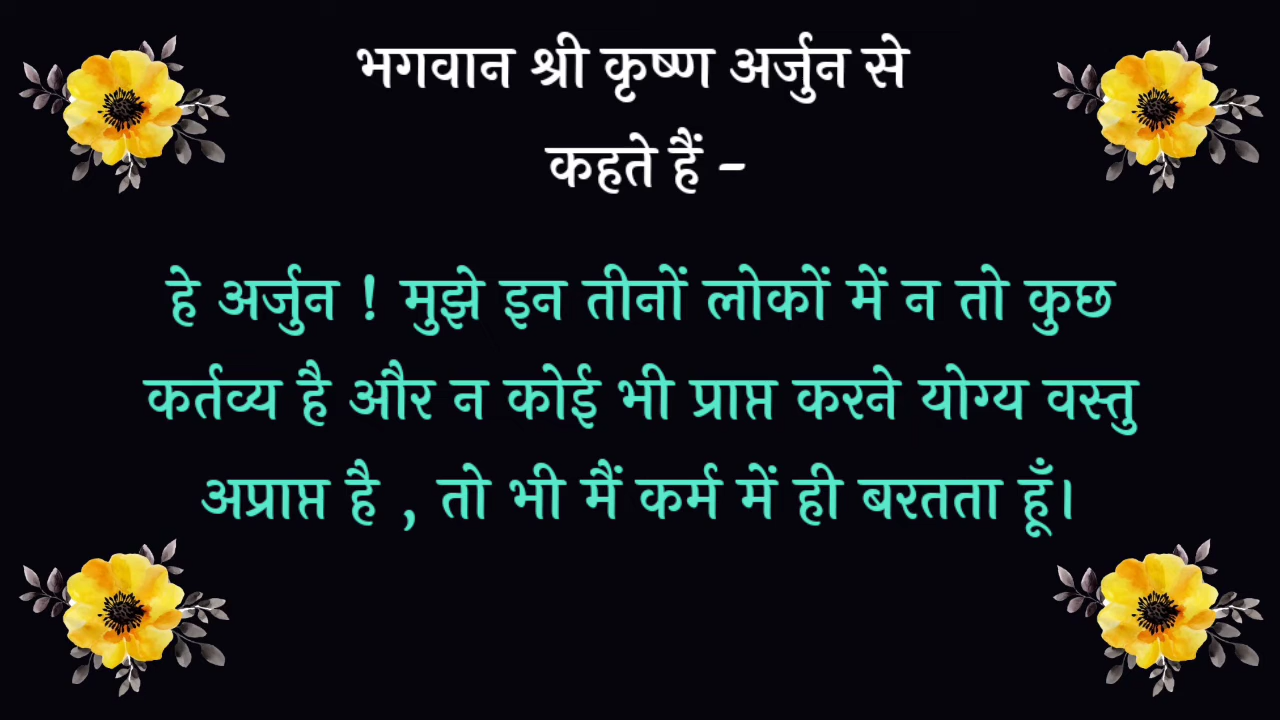 भगवान श्री कृष्ण अर्जुन से
कहते हैं -
हे अर्जुन ! मुझे इन तीनों लोकों में न तो कुछ
कर्तव्य है और न कोई भी प्राप्त करने योग्य वस्तु
अप्राप्त है , तो भी मैं कर्म में ही बरतता हूँ।